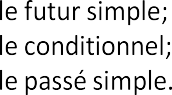 le futur simple;
le conditionnel;
le passé simple.